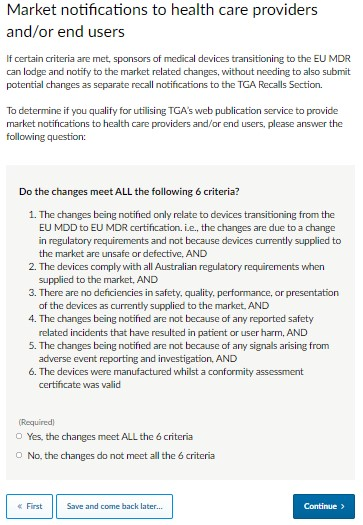 Market notifications to health care providers
and/or end users
If certain criteria are met, sponsors of medical devices transitioning to the EU MDR
can lodge and notify to the market related changes, without needing to also submit
potential changes as separate recall notifications to the TGA Recalls Section.
To determine if you qualify for utilising TGA's web publication service to provide
market notifications to health care providers and/or end users, please answer the
following question:
Do the changes meet ALL the following 6 criteria?
1. The changes being notified only relate to devices transitioning from the
EU MDD to EU MDR certification. i.e., the changes are due to a change
in regulatory requirements and not because devices currently supplied to
the market are unsafe or defective, AND
2. The devices comply with all Australian regulatory requirements when
supplied to the market, AND
3. There are no deficiencies in safety, quality, performance, or presentation
of the devices as currently supplied to the market, AND
4. The changes being notified are not because of any reported safety
related incidents that have resulted in patient or user harm, AND
5. The changes being notified are not because of any signals arising from
adverse event reporting and investigation, AND
6. The devices were manufactured whilst a conformity assessment
certificate was valid
(Required)
Yes, the changes meet ALL the 6 criteria
No, the changes do not meet all the 6 criteria
« First
Save and come back later...
Continue >